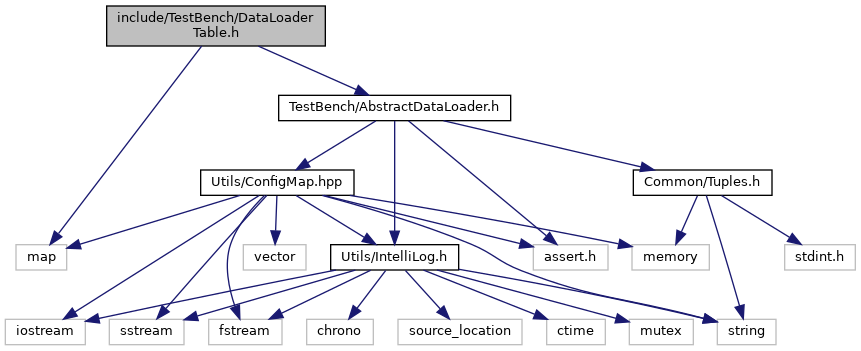 include/TestBench/DataLoader
Table.h
TestBench/AbstractDataLoader.h
Utils/ConfigMap.hpp
Common/Tuples.h
map
vector
Utils/IntelliLog.h
assert.h
memory
stdint.h
iostream
sstream
fstream
chrono
source_location
ctime
mutex
string